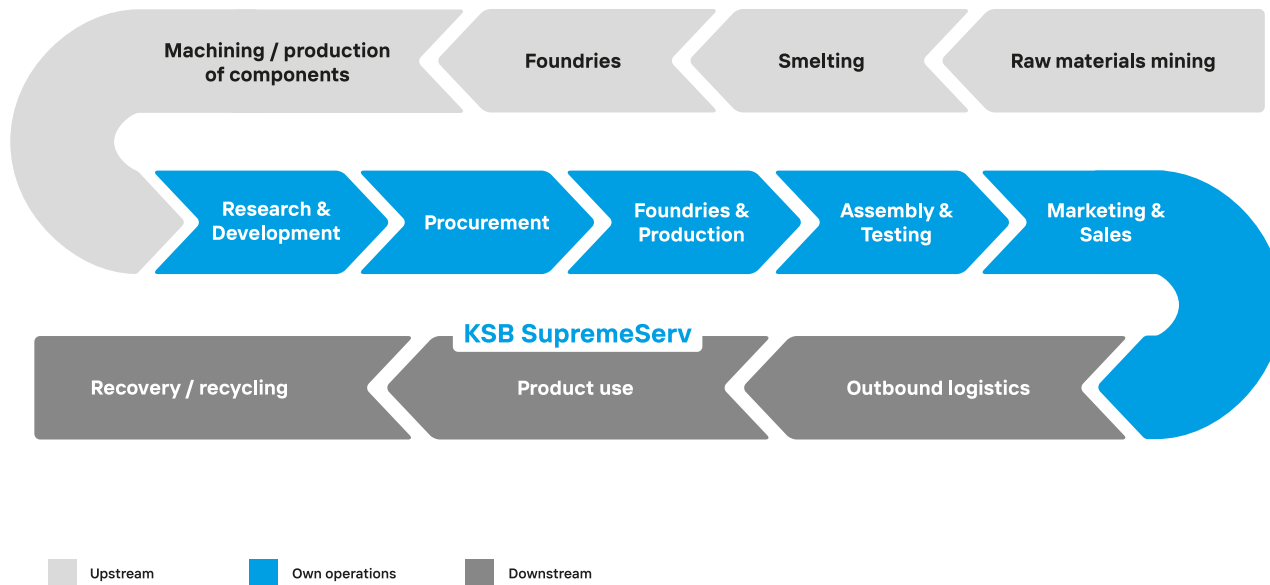 Machining / production
of components
Foundries
Smelting
Raw materials mining
Research &
Development
Procurement
Foundries &
Production
Assembly &
Testing
Marketing &
Sales
KSB SupremeServ
Recovery / recycling
Product use
Outbound logistics
Upstream
Own operations
Downstream